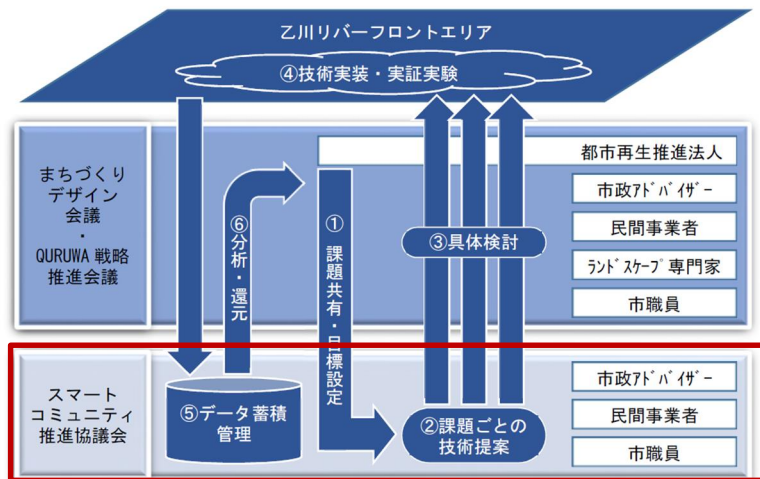 乙川リバーフロントエリア
④技術実装・実証実験
まちづくり
デザイン
会議
・
QURUWA 戦略
推進会議
⑥分析・還元
①課題共有・目標設定
③具体検討
都市再生推進法人
市政ｱﾄﾞﾊﾞｲｻﾞｰ
民間事業者
ﾗﾝﾄﾞｽｹｰﾌﾟ専門家
市職員
スマート
コミュニティ
推進協議会
⑤データ蓄積
管理
②課題ごとの
技術提案
市政ｱﾄﾞﾊﾞｲｻﾞｰ
民間事業者
市職員